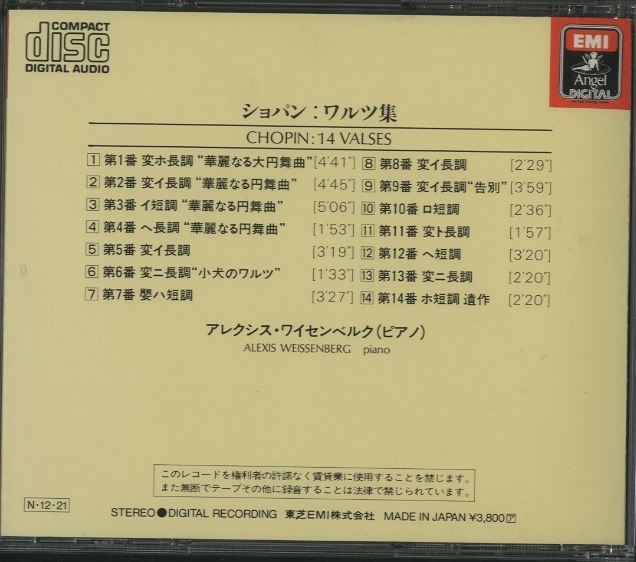 COMPACT
disc
DIGITAL AUDIO
EMI
Angel
DIGITAL
ショパン：ワルツ集
CHOPIN：14 VALSES
1 第1番 変ホ長調 “華麗なる大円舞曲” [4'41"]
2 第2番 変イ長調 “華麗なる円舞曲” [4'45"]
3 第3番 イ短調 “華麗なる円舞曲” [5'06"]
4 第4番 ヘ長調 “華麗なる円舞曲” [1'53"]
5 第5番 変イ長調 [3'19"]
6 第6番 変ニ長調 “小犬のワルツ” [1'33"]
7 第7番 嬰ハ短調 [3'27"]
8 第8番 変イ長調 [2'29"]
9 第9番 変イ長調 “告別” [3'59"]
10 第10番 ロ短調 [2'36"]
11 第11番 変ト長調 [1'57"]
12 第12番 ヘ短調 [3'20"]
13 第13番 変ニ長調 [2'20"]
14 第14番 ホ短調 遺作 [2'20"]
アレクシス・ワイセンベルク（ピアノ）
ALEXIS WEISSENBERG piano
このレコードを権利者の許諾なく賃貸業に使用することを禁じます。
また無断でテープその他に録音することは法律で禁じられています。
N・12・21
STEREO●DIGITAL RECORDING 東芝EMI株式会社 MADE IN JAPAN ¥3,800